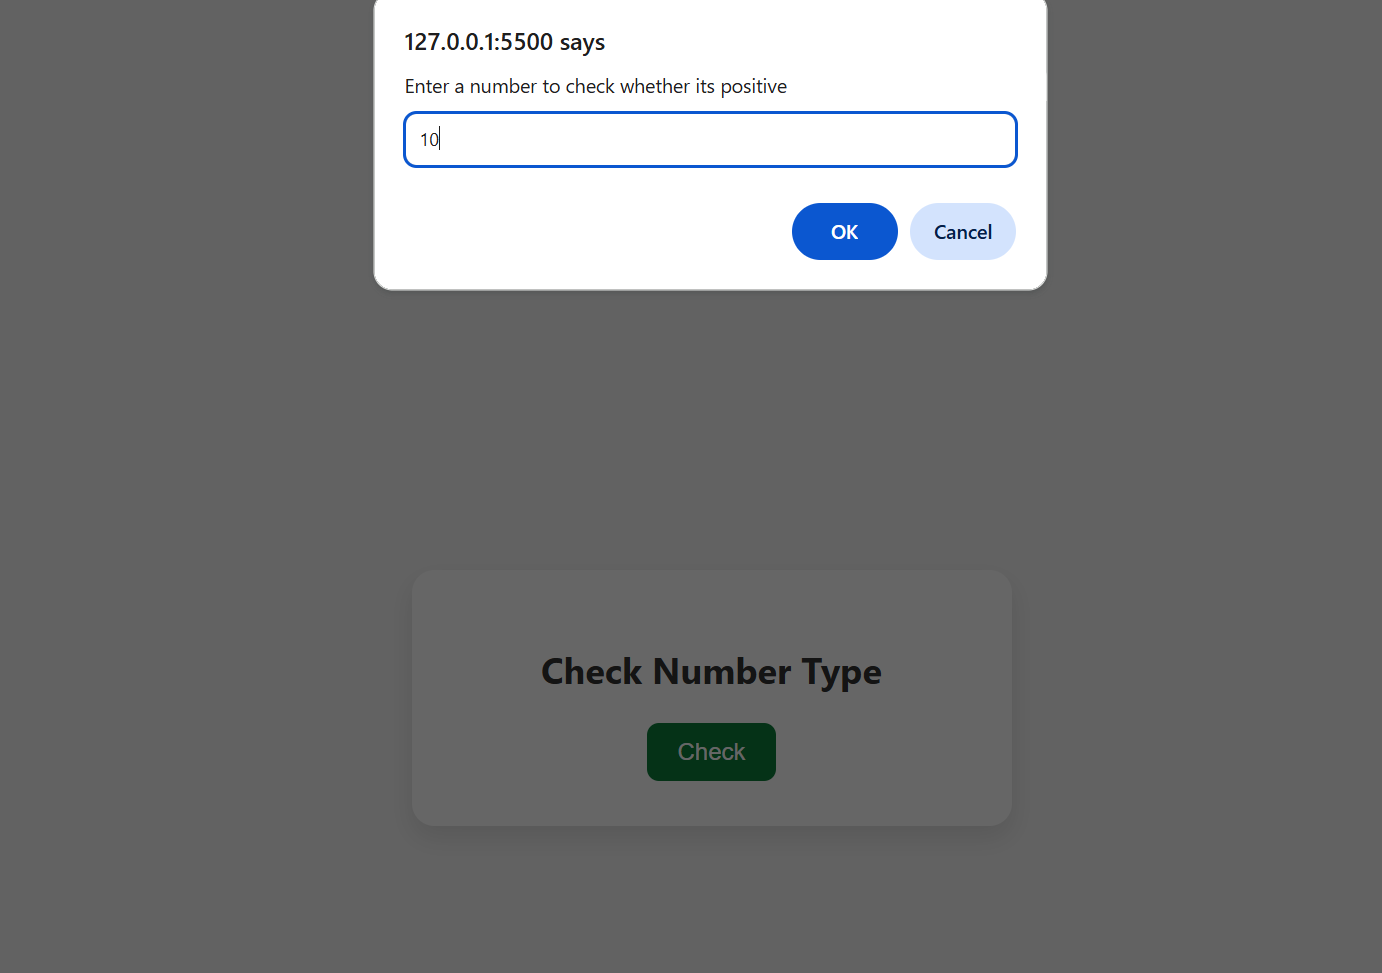 127.0.0.1:5500 says
Enter a number to check whether its positive
10
OK Cancel
Check Number Type
Check